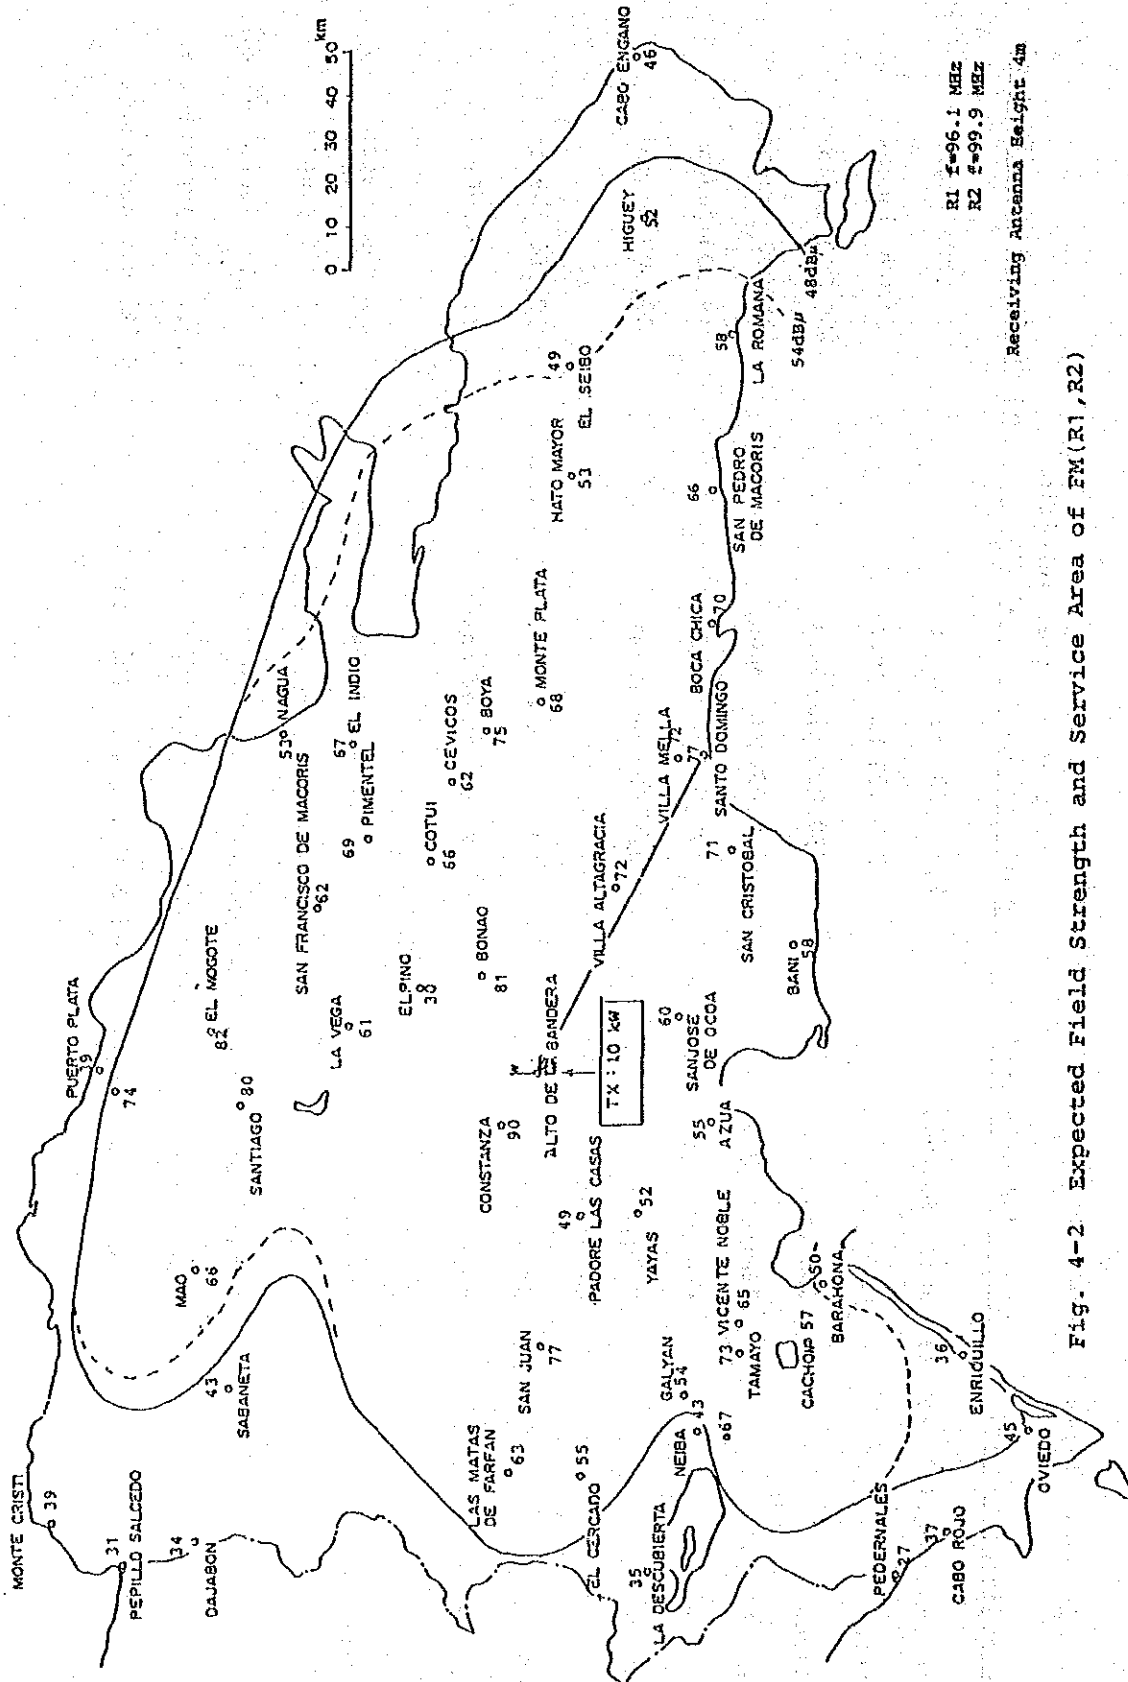 MONTE CRISTI
39
31
PEPILLO SALCEDO
34
DAJABON
MAO
66
43
SABANETA
PUERTO PLATA
39
74
82
EL MOGOTE
SANTIAGO
80
SAN FRANCISCO DE MACORIS
62
LA VEGA
61
53
NAGUA
67
EL INDIO
69
PIMENTEL
ELPINO
38
COTUI
66
CEVICOS
62
BONAO
81
BOYA
75
CONSTANZA
90
ALTO DE LA BANDERA
TX : 10 kW
MONTE PLATA
68
HATO MAYOR
53
49
EL SEIBO
HIGUEY
52
CABO ENGANO
46
0 10 20 30 40 50 km
LAS MATAS
DE FARFAN
63
SAN JUAN
77
49
PADORE LAS CASAS
VILLA ALTAGRACIA
72
55
EL CERCADO
YAYAS
52
60
SANJOSE
DE OCOA
VILLA MELLA
72
77
SANTO DOMINGO
BOCA CHICA
70
66
SAN PEDRO
DE MACORIS
58
LA ROMANA
54dBμ
48dBμ
35
LA DESCUBIERTA
NEIBA
43
67
GALVAN
54
73
TAMAYO
VICENTE NOBLE
65
55
AZUA
71
SAN CRISTOBAL
BANI
58
CACHON
57
60
BARAHONA
PEDERNALES
27
37
CABO ROJO
36
ENRIQUILLO
45
OVIEDO
R1 f=96.1 MHz
R2 f=99.9 MHz
Receiving Antenna Height 4m
Fig. 4-2 Expected Field Strength and Service Area of FM(R1,R2)